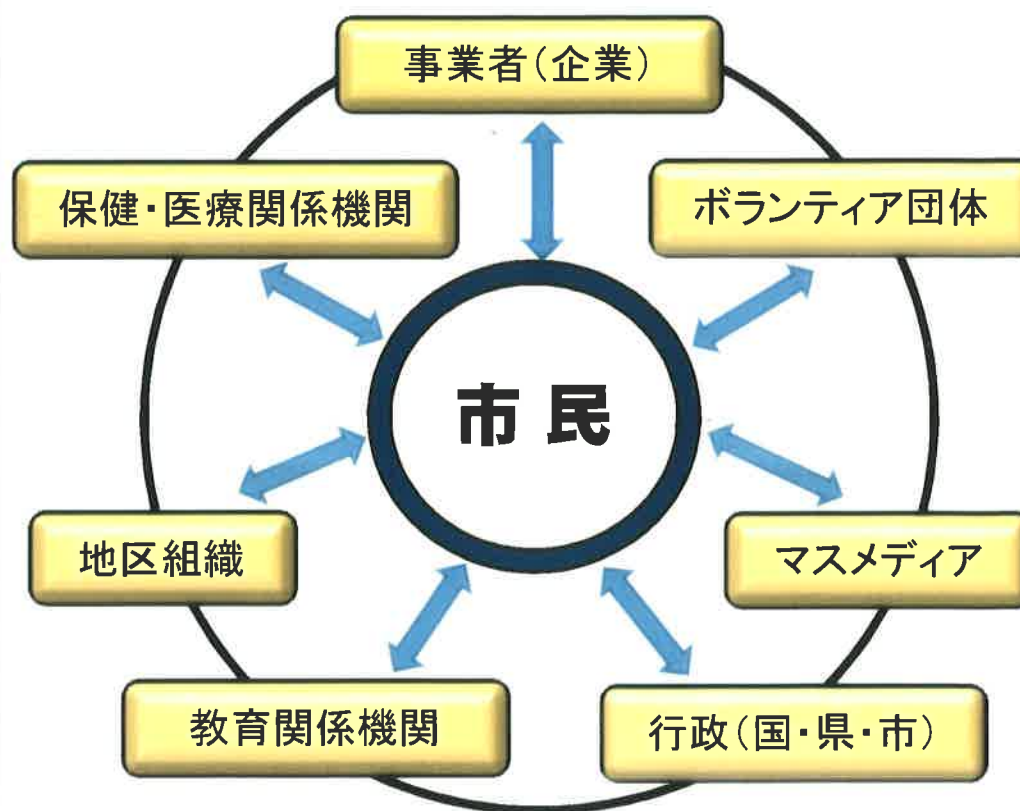 事業者(企業)
保健・医療関係機関
ボランティア団体
市民
地区組織
マスメディア
教育関係機関
行政(国・県・市)